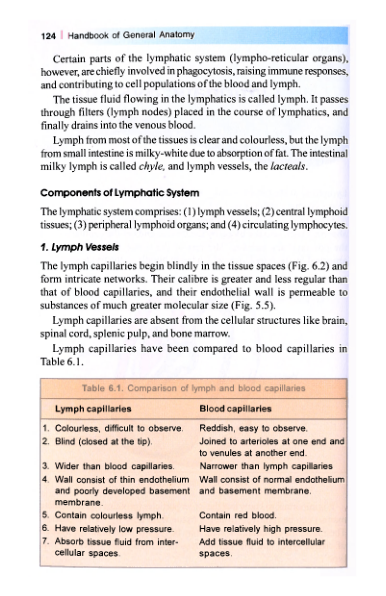 124 | Handbook of General Anatomy
Certain parts of the lymphatic system (lympho-reticular organs),
however, are chiefly involved in phagocytosis, raising immune responses,
and contributing to cell populations of the blood and lymph.
The tissue fluid flowing in the lymphatics is called lymph. It passes
through filters (lymph nodes) placed in the course of lymphatics, and
finally drains into the venous blood.
Lymph from most of the tissues is clear and colourless, but the lymph
from small intestine is milky-white due to absorption of fat. The intestinal
milky lymph is called chyle, and lymph vessels, the lacteals.
Components of Lymphatic System
The lymphatic system comprises: (1) lymph vessels; (2) central lymphoid
tissues; (3) peripheral lymphoid organs; and (4) circulating lymphocytes.
1. Lymph Vessels
The lymph capillaries begin blindly in the tissue spaces (Fig. 6.2) and
form intricate networks. Their calibre is greater and less regular than
that of blood capillaries, and their endothelial wall is permeable to
substances of much greater molecular size (Fig. 5.5).
Lymph capillaries are absent from the cellular structures like brain,
spinal cord, splenic pulp, and bone marrow.
Lymph capillaries have been compared to blood capillaries in
Table 6.1.
Table 6.1. Comparison of lymph and blood capillaries
Lymph capillaries Blood capillaries
1. Colourless, difficult to observe. Reddish, easy to observe.
2. Blind (closed at the tip). Joined to arterioles at one end and
to venules at another end.
3. Wider than blood capillaries. Narrower than lymph capillaries
4. Wall consist of thin endothelium Wall consist of normal endothelium
and poorly developed basement and basement membrane.
membrane.
5. Contain colourless lymph. Contain red blood.
6. Have relatively low pressure. Have relatively high pressure.
7. Absorb tissue fluid from inter- Add tissue fluid to intercellular
cellular spaces. spaces.